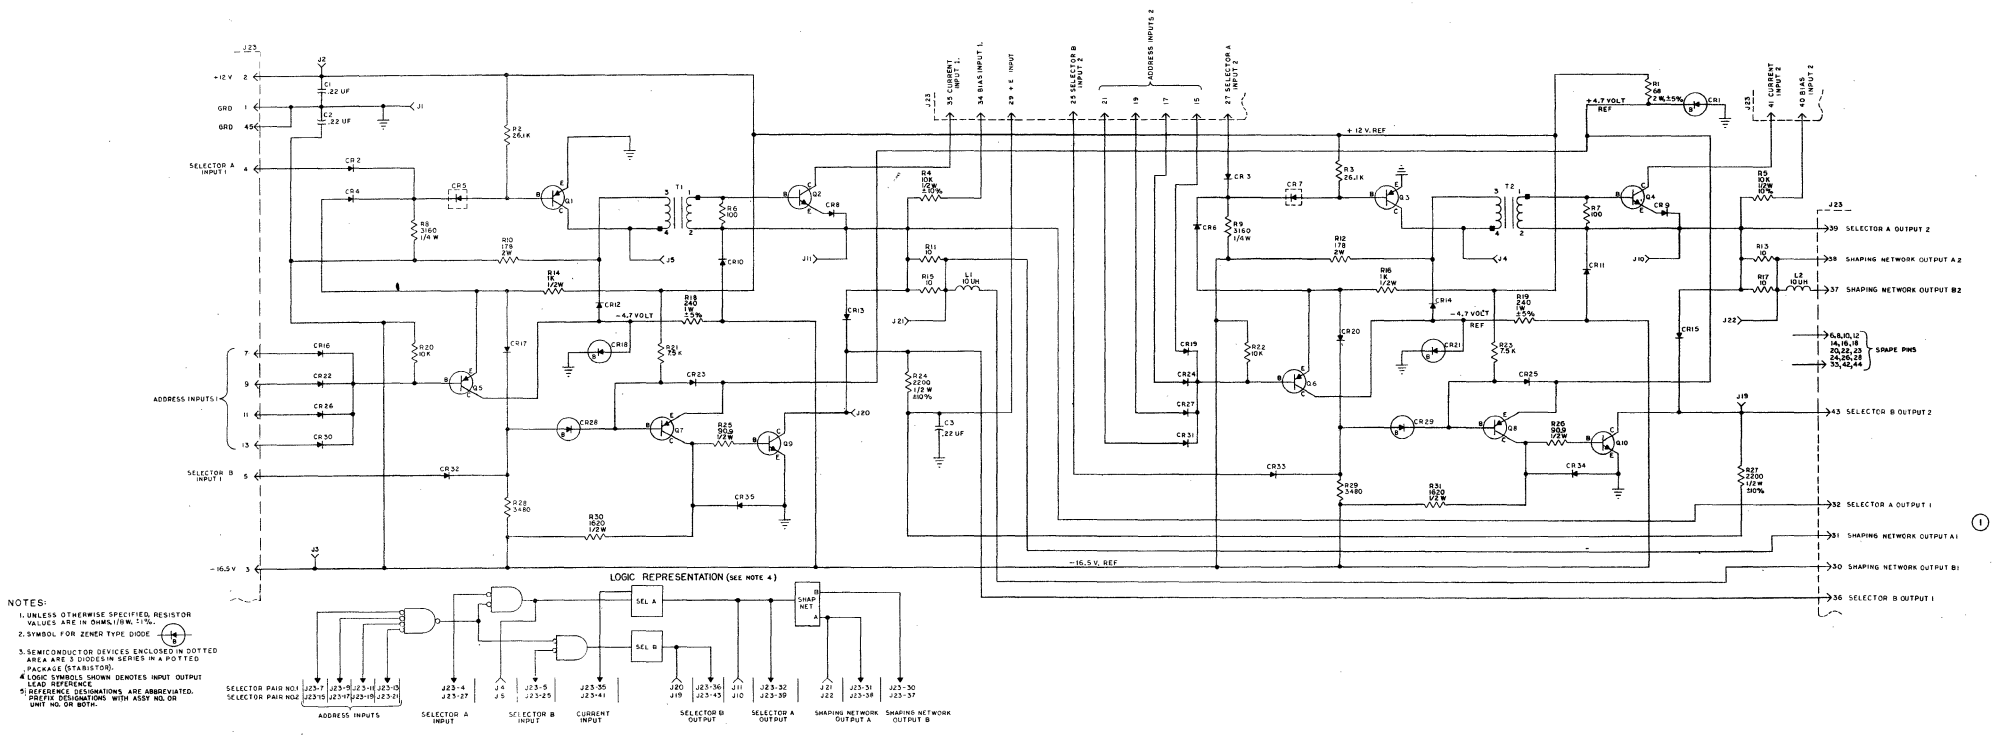 J23
+12V 2
GRD 1
GRD 45
SELECTOR A
INPUT 1 4
J2
C1
.22 UF
C2
.22 UF
J1
R2
26.1K
CR2
CR4
CR5
R8
3160
1/4 W
R10
178
2W
E
B
Q1
C
T1
3
4
1
2
J5
R6
100
B
C
Q2
E
CR8
J11
CR10
R14
1K
1/2W
CR12
R18
240
1W
±5%
-4.7 VOLT
CR18
B
R20
10K
CR17
R21
7.5K
CR23
CR16
CR22
CR26
CR30
ADDRESS INPUTS 1
7
9
11
13
B
E
Q5
C
CR28
B
B
E
Q7
C
R25
90.9
1/2W
B
C
Q9
E
CR13
J20
SELECTOR B
INPUT 1 5
CR32
R28
3480
R30
1620
1/2W
CR35
J3
-16.5V 3
J23
35 CURRENT
INPUT 1.
34 BIAS INPUT 1.
29 +E INPUT
25 SELECTOR B
INPUT 2
ADDRESS INPUTS 2
21
19
17
15
27 SELECTOR A
INPUT 2
R4
10K
1/2W
±10%
R11
10
R15
10
L1
10 UH
J21
R24
2200
1/2 W
±10%
C3
.22 UF
+12 V. REF
CR3
CR6
R3
26.1K
CR7
R9
3160
1/4W
R12
178
2W
B
E
Q3
C
T2
3
4
1
2
J4
R7
100
B
C
Q4
E
CR9
J10
CR11
R16
1K
1/2W
CR14
R19
240
1W
±5%
-4.7 VOLT
REF
CR21
B
CR20
R22
10K
R23
7.5K
CR25
CR19
CR24
CR27
CR31
B
E
Q6
C
CR29
B
B
E
Q8
C
R26
90.9
1/2W
B
C
Q10
E
CR33
CR34
R29
3480
R31
1620
1/2 W
-16.5 V, REF
R1
68
2 W,±5%
+4.7 VOLT
REF
CR1
B
J23
41 CURRENT
INPUT 2
40 BIAS
INPUT 2
R5
10K
1/2W
10%
R13
10
R17
10
L2
10 UH
J22
CR15
J19
R27
2200
1/2 W
±10%
J23
39 SELECTOR A OUTPUT 2
38 SHAPING NETWORK OUTPUT A2
37 SHAPING NETWORK OUTPUT B2
6,8,10,12
14,16,18
20,22,23
24,26,28
33,42,44
SPARE PINS
43 SELECTOR B OUTPUT 2
32 SELECTOR A OUTPUT 1
31 SHAPING NETWORK OUTPUT A1
30 SHAPING NETWORK OUTPUT B1
36 SELECTOR B OUTPUT 1
1
LOGIC REPRESENTATION (SEE NOTE 4)
SEL A
SEL B
SHAP
NET
B
A
NOTES:
1. UNLESS OTHERWISE SPECIFIED, RESISTOR
VALUES ARE IN OHMS,1/8W, ±1%.
2. SYMBOL FOR ZENER TYPE DIODE
B
3. SEMICONDUCTOR DEVICES ENCLOSED IN DOTTED
AREA ARE 3 DIODES IN SERIES IN A POTTED
PACKAGE (STABISTOR).
4 LOGIC SYMBOLS SHOWN DENOTES INPUT OUTPUT
LEAD REFERENCE
5 REFERENCE DESIGNATIONS ARE ABBREVIATED.
PREFIX DESIGNATIONS WITH ASSY NO. OR
UNIT NO. OR BOTH.
SELECTOR PAIR NO.1 J23-7 J23-9 J23-11 J23-13 J23-4 J4 J23-5 J23-35 J20 J23-36 J11 J23-32 J21 J23-31 J23-30
SELECTOR PAIR NO.2 J23-15 J23-17 J23-19 J23-21 J23-27 J5 J23-25 J23-41 J19 J23-43 J10 J23-39 J22 J23-38 J23-37
ADDRESS INPUTS
SELECTOR A
INPUT
SELECTOR B
INPUT
CURRENT
INPUT
SELECTOR B
OUTPUT
SELECTOR A
OUTPUT
SHAPING NETWORK
OUTPUT A
SHAPING NETWORK
OUTPUT B